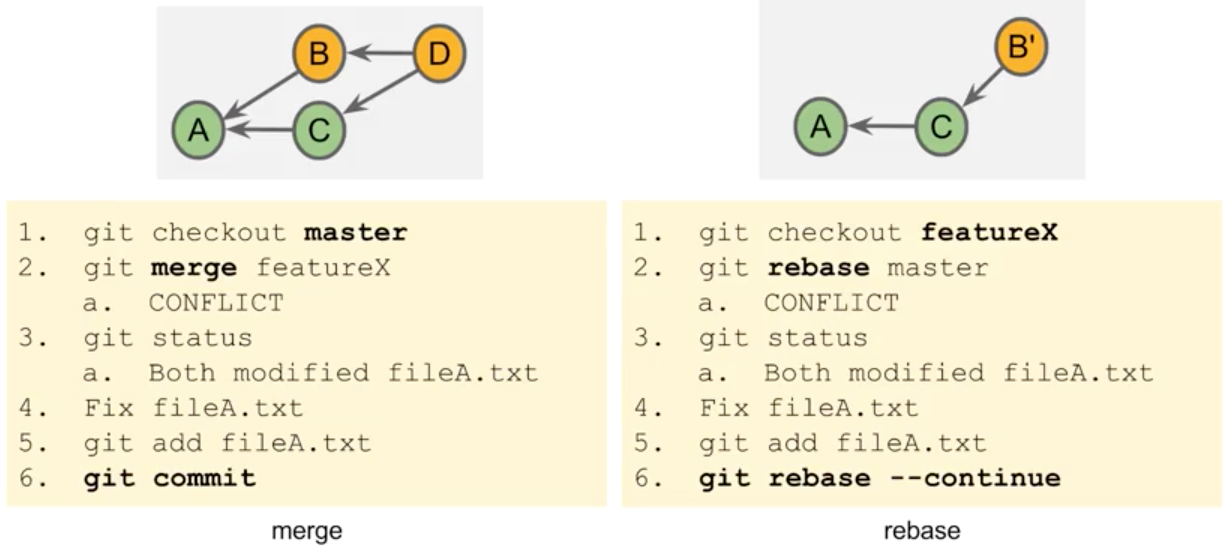 B
D
A
C
1. git checkout master
2. git merge featureX
a. CONFLICT
3. git status
a. Both modified fileA.txt
4. Fix fileA.txt
5. git add fileA.txt
6. git commit
merge
B'
A
C
1. git checkout featureX
2. git rebase master
a. CONFLICT
3. git status
a. Both modified fileA.txt
4. Fix fileA.txt
5. git add fileA.txt
6. git rebase --continue
rebase